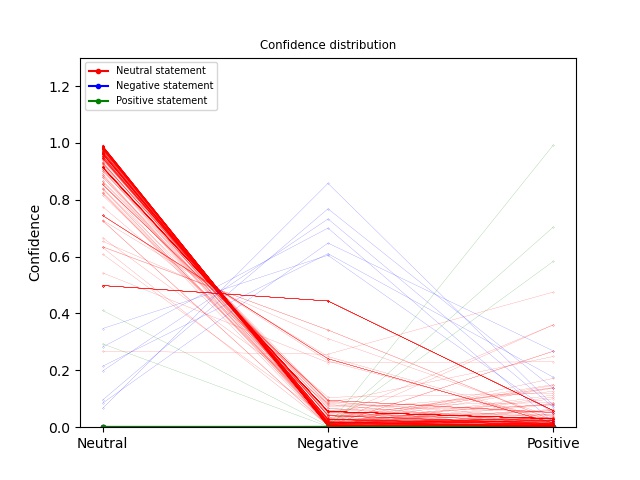 Confidence distribution
Neutral statement
Negative statement
Positive statement
1.2
1.0
0.8
0.6
0.4
0.2
0.0
Confidence
Neutral Negative Positive